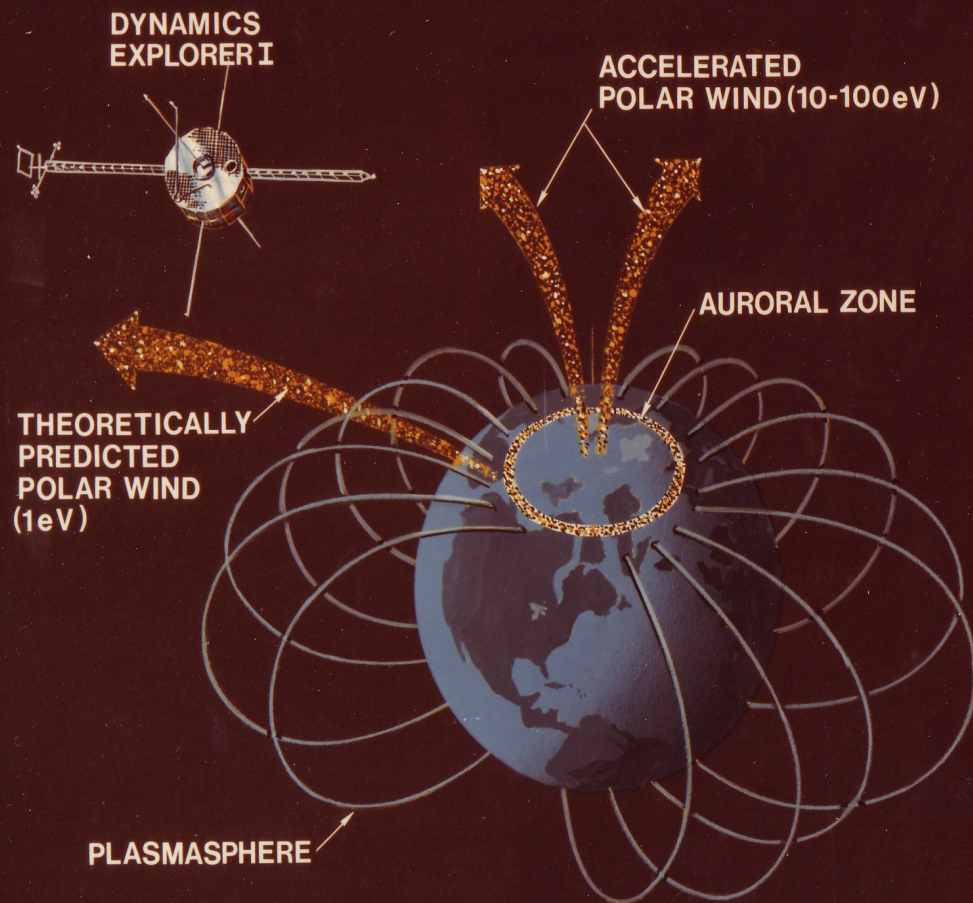 DYNAMICS
EXPLORER I
ACCELERATED
POLAR WIND (10-100eV)
AURORAL ZONE
THEORETICALLY
PREDICTED
POLAR WIND
(1eV)
PLASMASPHERE